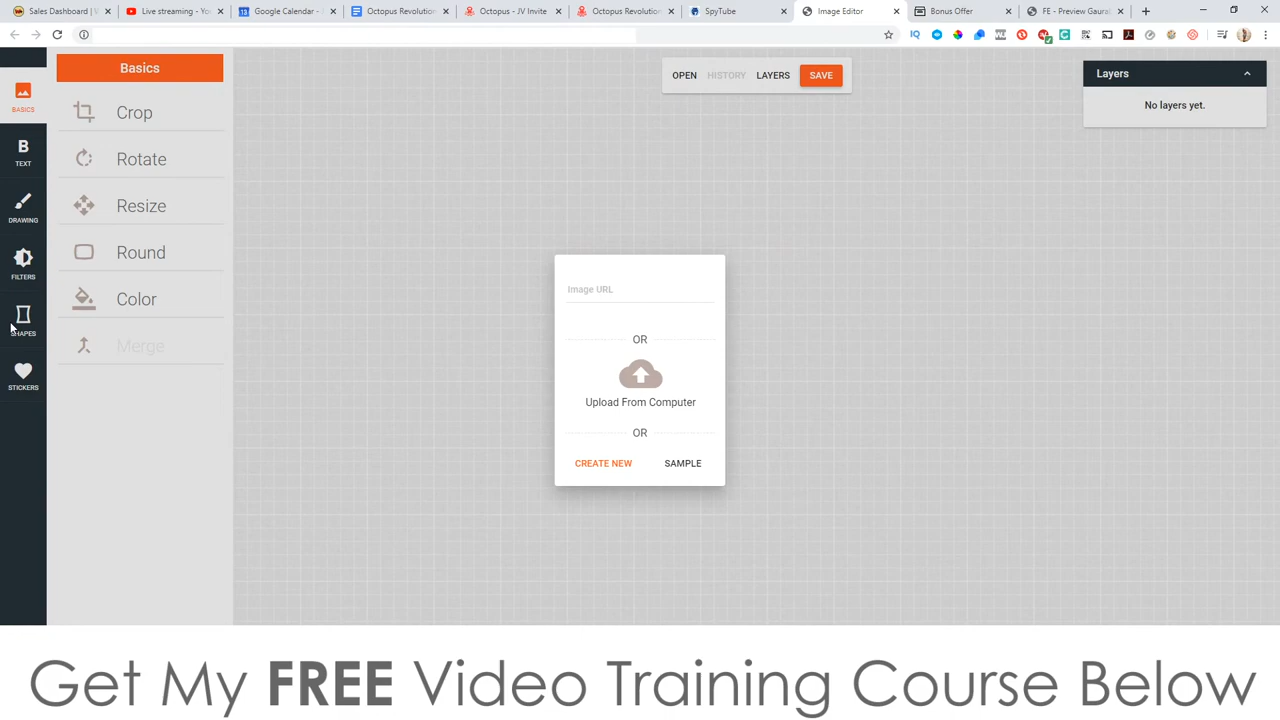 Sales Dashboard | W
Live streaming - Yo
Google Calendar -
Octopus Revolution
Octopus - JV Invite
Octopus Revolution
SpyTube
Image Editor
Bonus Offer
FE - Preview Gaura
Basics
OPEN HISTORY LAYERS SAVE
Layers
No layers yet.
BASICS
TEXT
DRAWING
FILTERS
SHAPES
STICKERS
Crop
Rotate
Resize
Round
Color
Merge
Image URL
OR
Upload From Computer
OR
CREATE NEW SAMPLE
Get My FREE Video Training Course Below